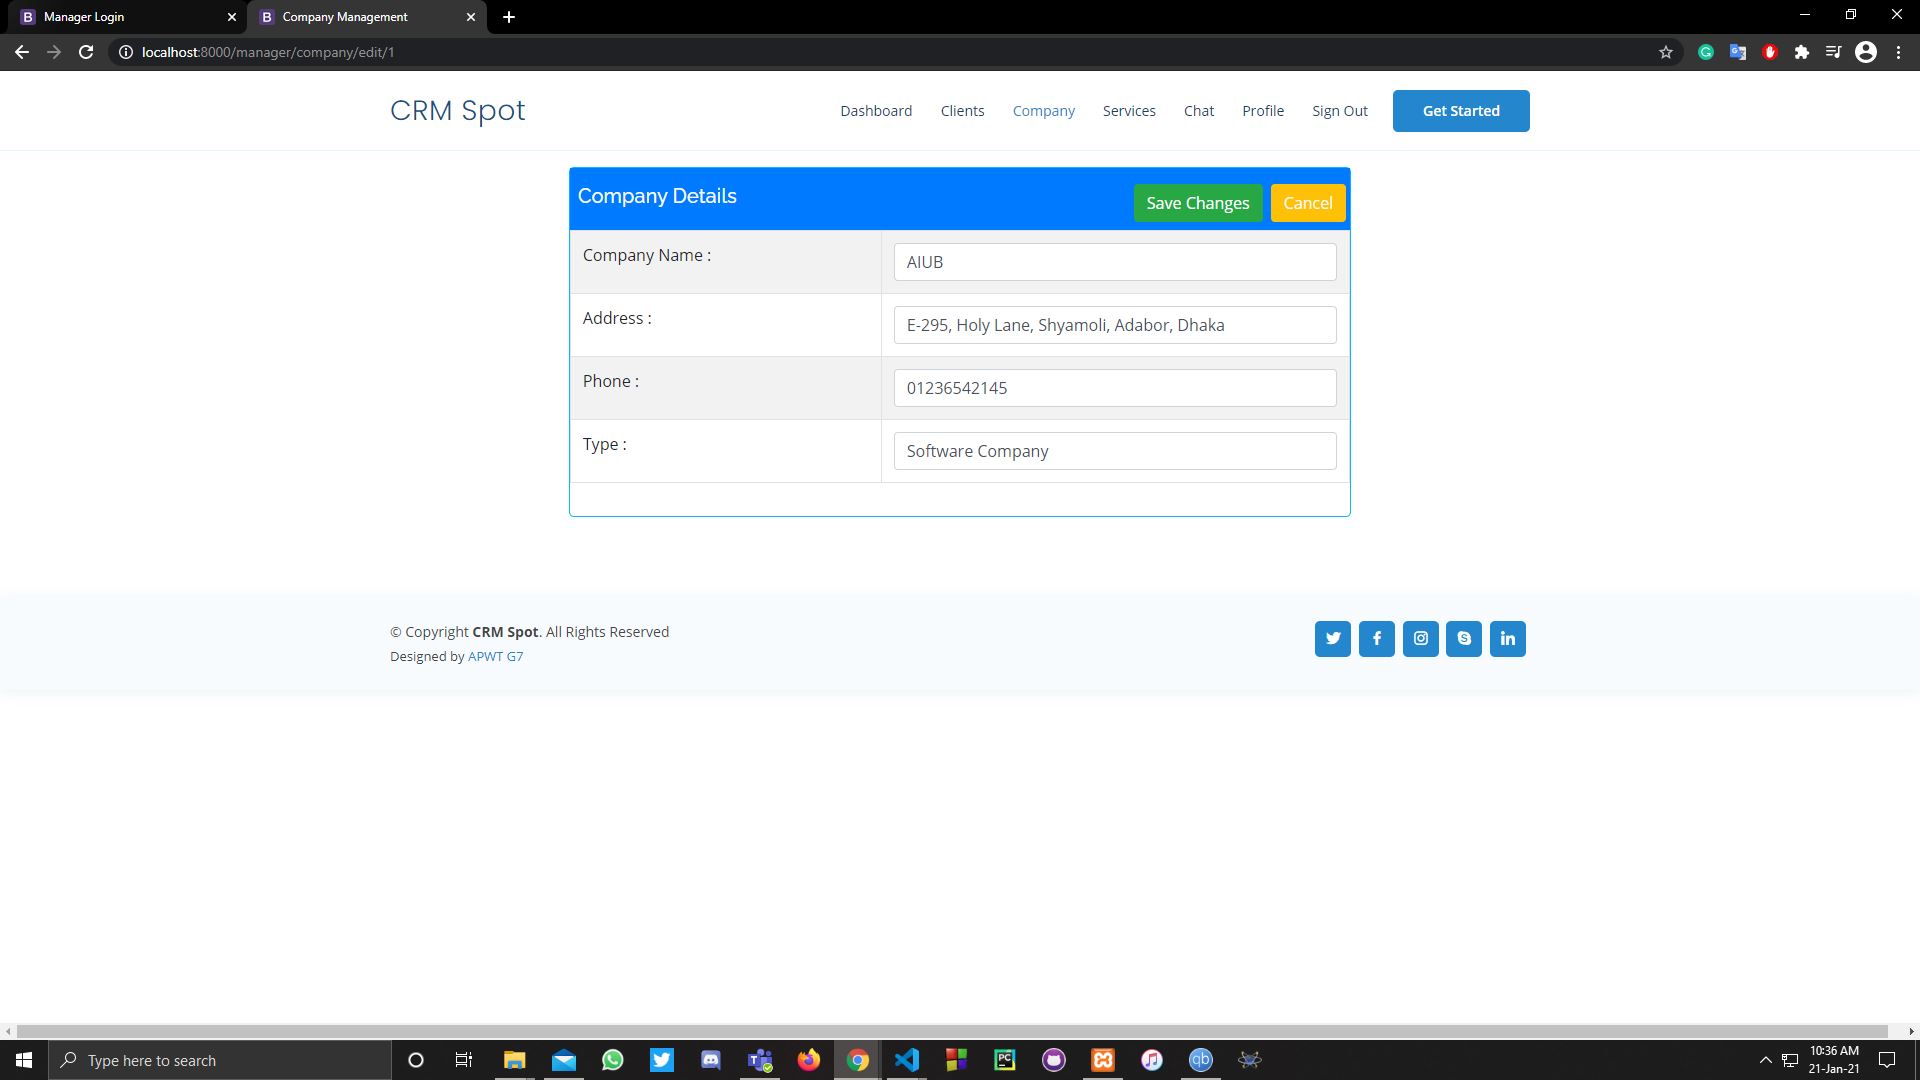 Manager Login
Company Management
localhost:8000/manager/company/edit/1
CRM Spot
Dashboard
Clients
Company
Services
Chat
Profile
Sign Out
Get Started
Company Details
Save Changes
Cancel
Company Name :
AIUB
Address :
E-295, Holy Lane, Shyamoli, Adabor, Dhaka
Phone :
01236542145
Type :
Software Company
© Copyright CRM Spot. All Rights Reserved
Designed by APWT G7
Type here to search
10:36 AM
21-Jan-21